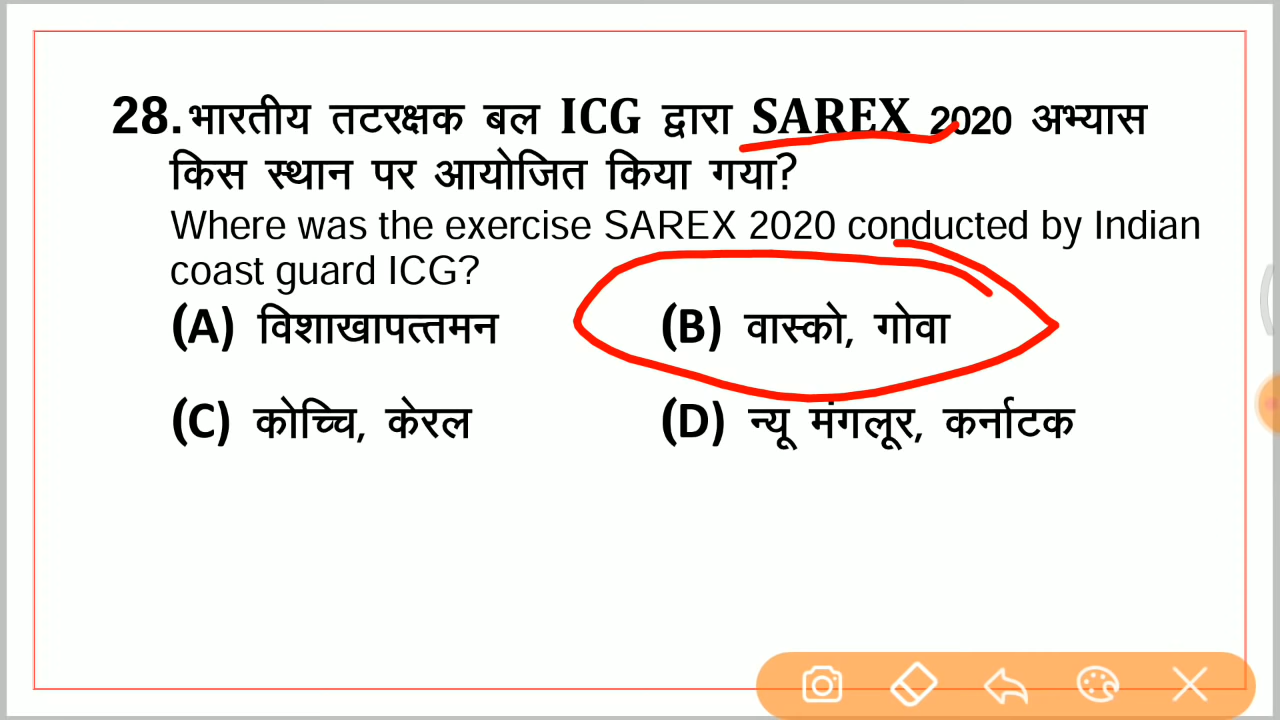 28. भारतीय तटरक्षक बल ICG द्वारा SAREX 2020 अभ्यास
किस स्थान पर आयोजित किया गया?
Where was the exercise SAREX 2020 conducted by Indian
coast guard ICG?
(A) विशाखापत्तमन (B) वास्को, गोवा
(C) कोच्चि, केरल (D) न्यू मंगलूर, कर्नाटक